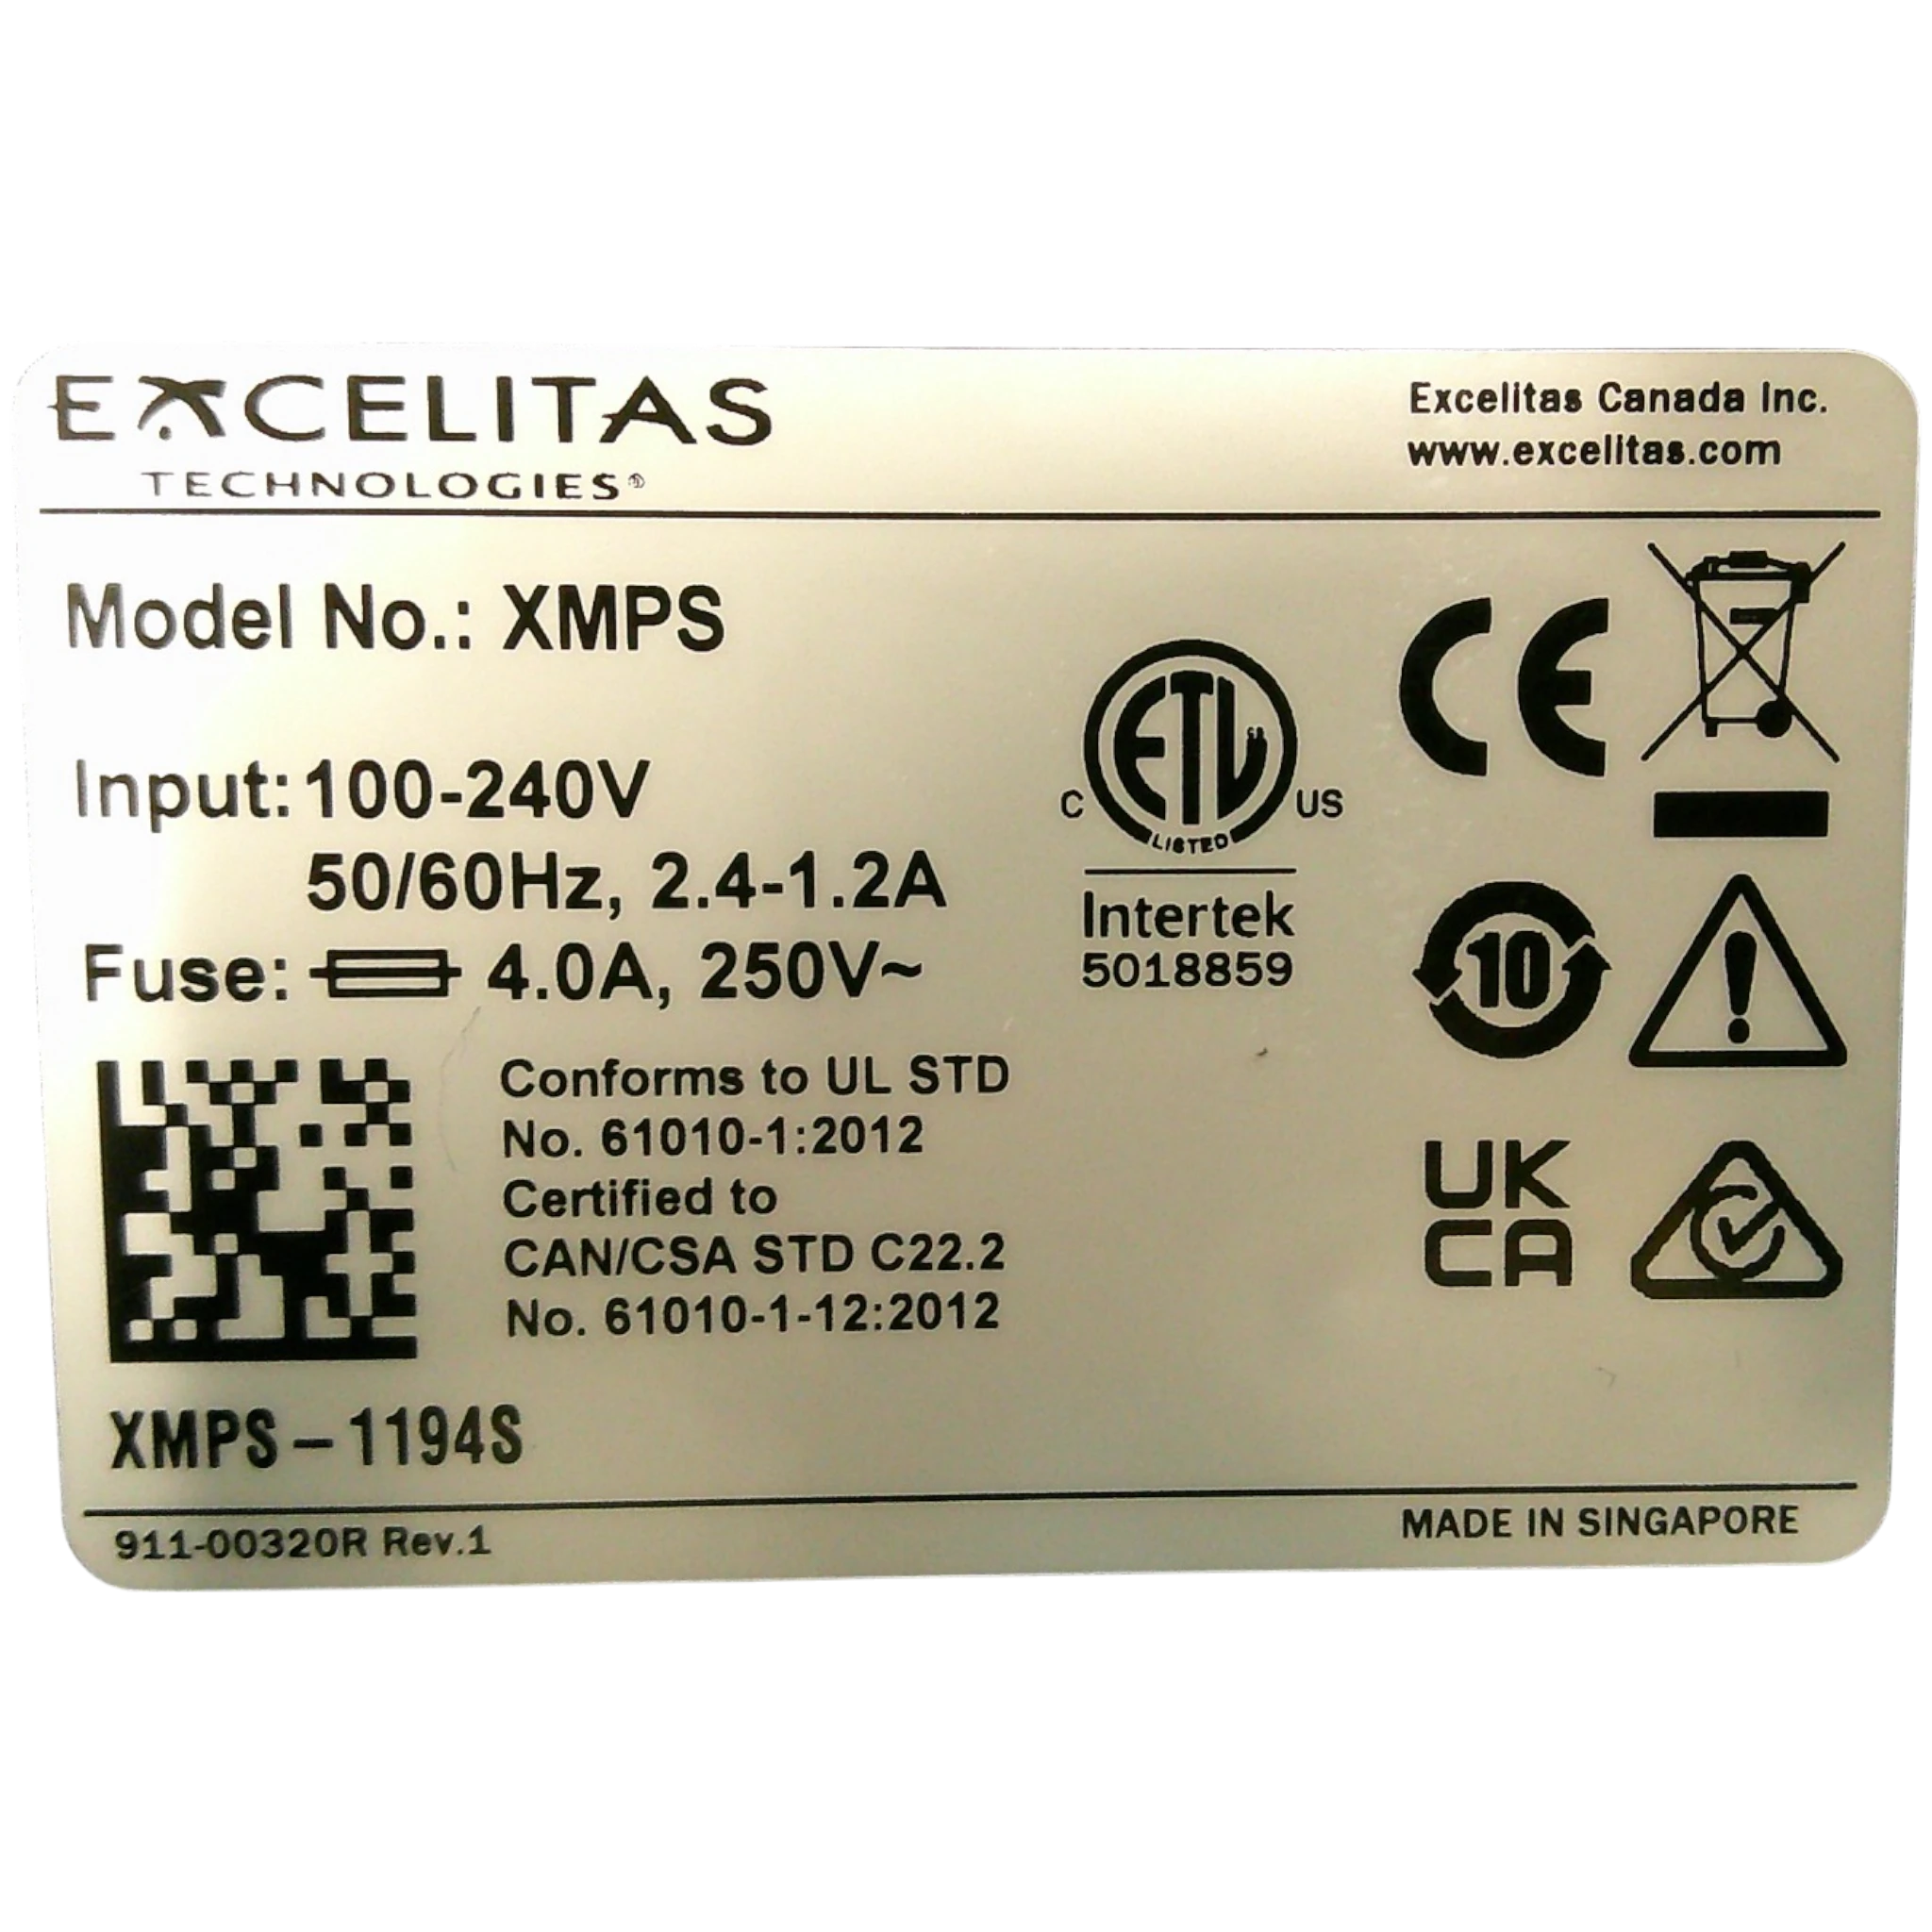 EXCELITAS
TECHNOLOGIES®
Excelitas Canada Inc.
www.excelitas.com
Model No.: XMPS
Input: 100-240V
50/60Hz, 2.4-1.2A
Fuse: 4.0A, 250V~
C ETL US
LISTED
Intertek
5018859
CE
10
Conforms to UL STD
No. 61010-1:2012
Certified to
CAN/CSA STD C22.2
No. 61010-1-12:2012
UK
CA
XMPS – 1194S
911-00320R Rev.1
MADE IN SINGAPORE